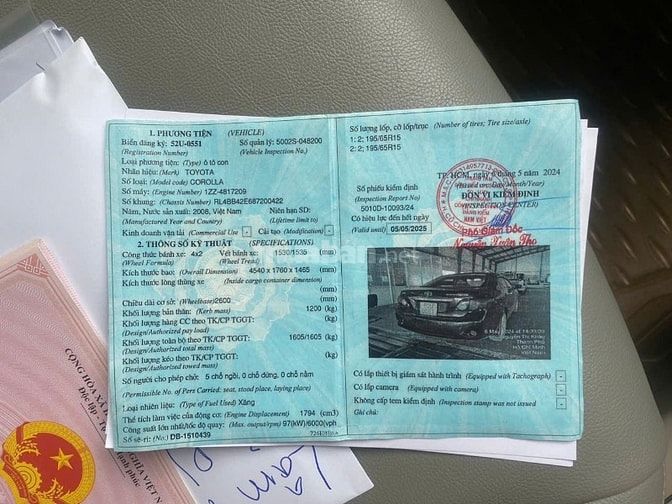 1. PHƯƠNG TIỆN (VEHICLE)
Biển đăng ký: 52U-0551 Số quản lý: 5002S-048200
(Registration Number) (Vehicle Inspection No.)
Loại phương tiện: (Type) ô tô con
Nhãn hiệu: (Mark) TOYOTA
Số loại: (Model code) COROLLA
Số máy: (Engine Number) 1ZZ-4817209
Số khung: (Chassis Number) RL4BB42E687200422
Năm, Nước sản xuất: 2008, Việt Nam Niên hạn SD:
(Manufactured Year and Country) (Lifetime limit to)
Kinh doanh vận tải (Commercial Use) - Cải tạo (Modification) -
2. THÔNG SỐ KỸ THUẬT (SPECIFICATIONS)
Công thức bánh xe: 4x2 Vết bánh xe: 1530/1535 (mm)
(Wheel Formula) (Wheel Tread)
Kích thước bao: (Overall Dimension) 4540 x 1760 x 1465 (mm)
Kích thước lòng thùng xe (Inside cargo container dimension)
(mm)
Chiều dài cơ sở: (Wheelbase) 2600 (mm)
Khối lượng bản thân: (Kerb mass) 1200 (kg)
Khối lượng hàng CC theo TK/CP TGGT: (kg)
(Design/Authorized pay load)
Khối lượng toàn bộ theo TK/CP TGGT: 1605/1605 (kg)
(Design/Authorized total mass)
Khối lượng kéo theo TK/CP TGGT: (kg)
(Design/Authorized towed mass)
Số người cho phép chở: 5 chỗ ngồi, 0 chỗ đứng, 0 chỗ nằm
(Permissible No. of Pers Carried: seat, stood place, laying place)
Loại nhiên liệu: (Type of Fuel Used) Xăng
Thể tích làm việc của động cơ: (Engine Displacement) 1794 (cm3)
Công suất lớn nhất/tốc độ quay: (Max. output/rpm) 97(kW)/6000(vph
Số sê-ri: (No.) DB-1510439
Số lượng lốp, cỡ lốp/trục (Number of tires; Tire size/axle)
1: 2; 195/65R15
2: 2; 195/65R15
TP. HCM, ngày 6 tháng 5 năm 2024
(Issued on: Day/Month/Year)
Số phiếu kiểm định ĐƠN VỊ KIỂM ĐỊNH
(Inspection Report No) (INSPECTION CENTER)
5010D-10093/24
Có hiệu lực đến hết ngày
(Valid until) 05/05/2025
Phó Giám Đốc
Nguyễn Xuân Thọ
Có lắp thiết bị giám sát hành trình (Equipped with Tachograph) -
Có lắp camera (Equipped with camera) -
Không cấp tem kiểm định (Inspection stamp was not issued) -
Ghi chú: